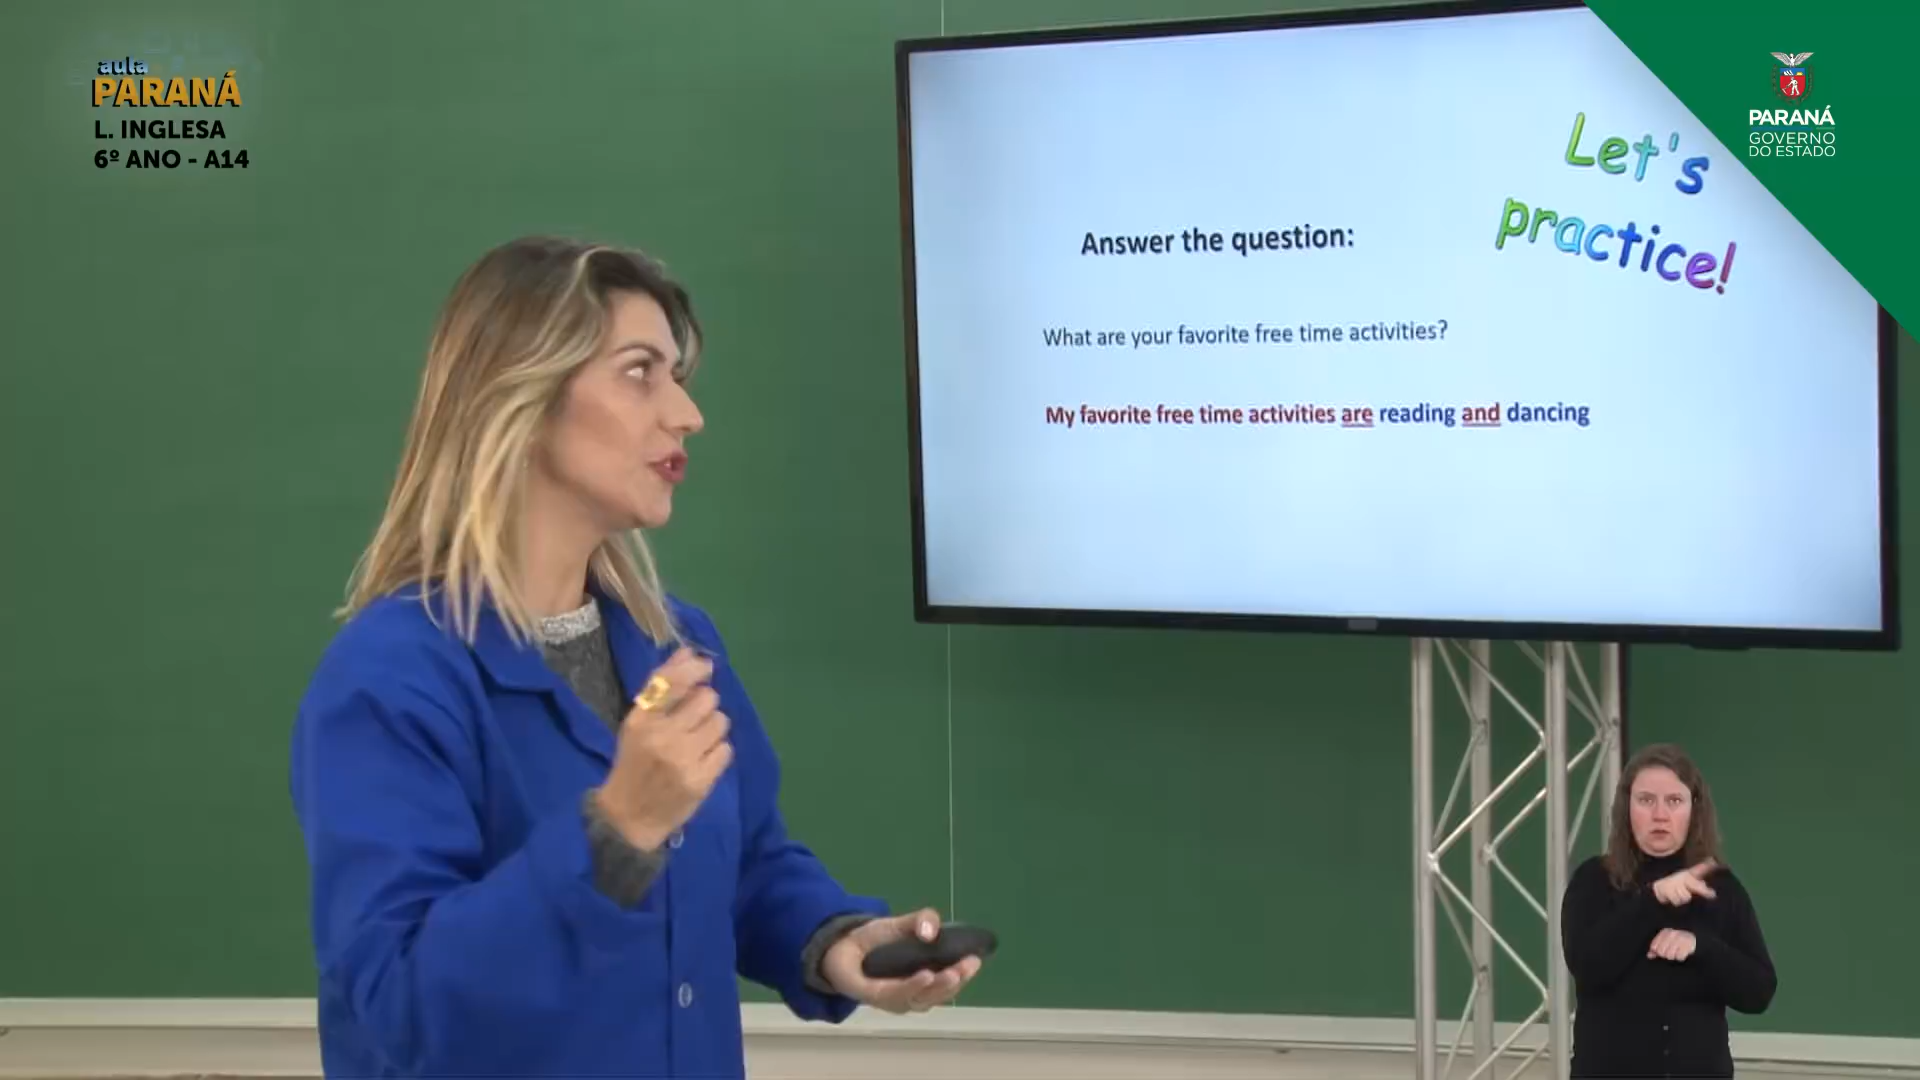 aula
PARANÁ
L. INGLESA
6º ANO - A14
Let's
practice!
Answer the question:
What are your favorite free time activities?
My favorite free time activities are reading and dancing
PARANÁ
GOVERNO
DO ESTADO